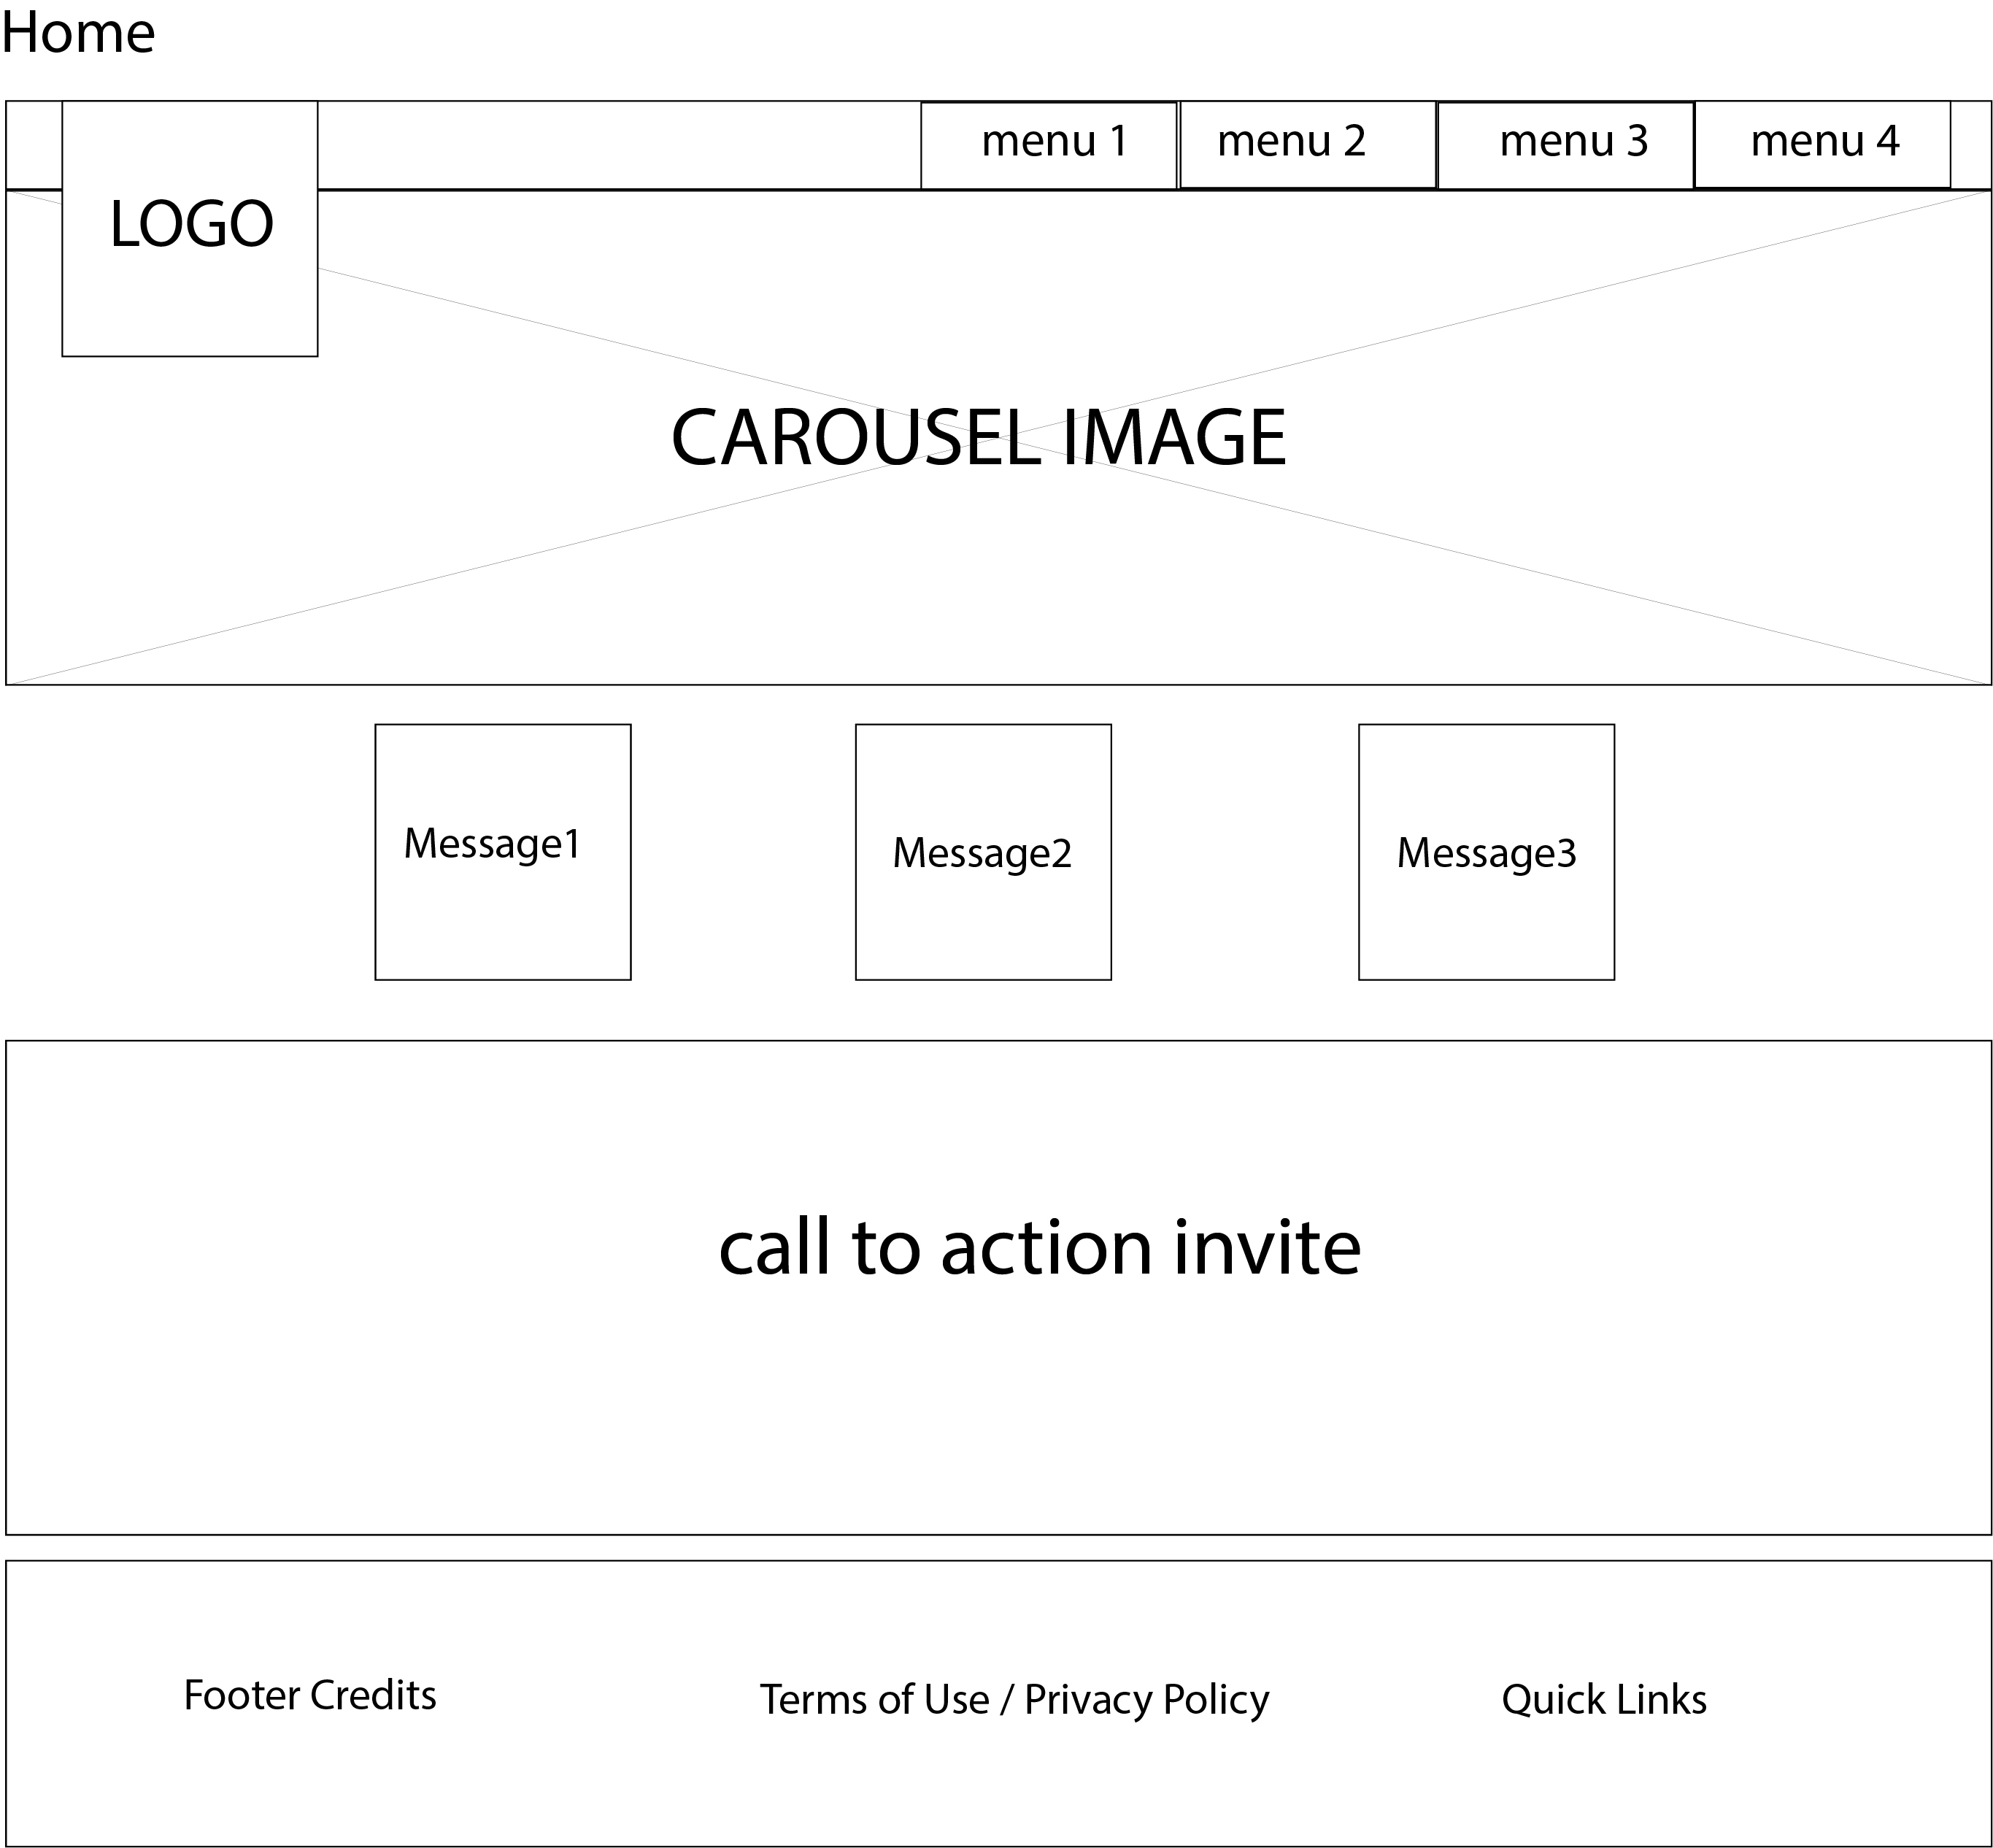 Home
menu 1
menu 2
menu 3
menu 4
LOGO
CAROUSEL IMAGE
Message1
Message2
Message3
call to action invite
Footer Credits
Terms of Use / Privacy Policy
Quick Links